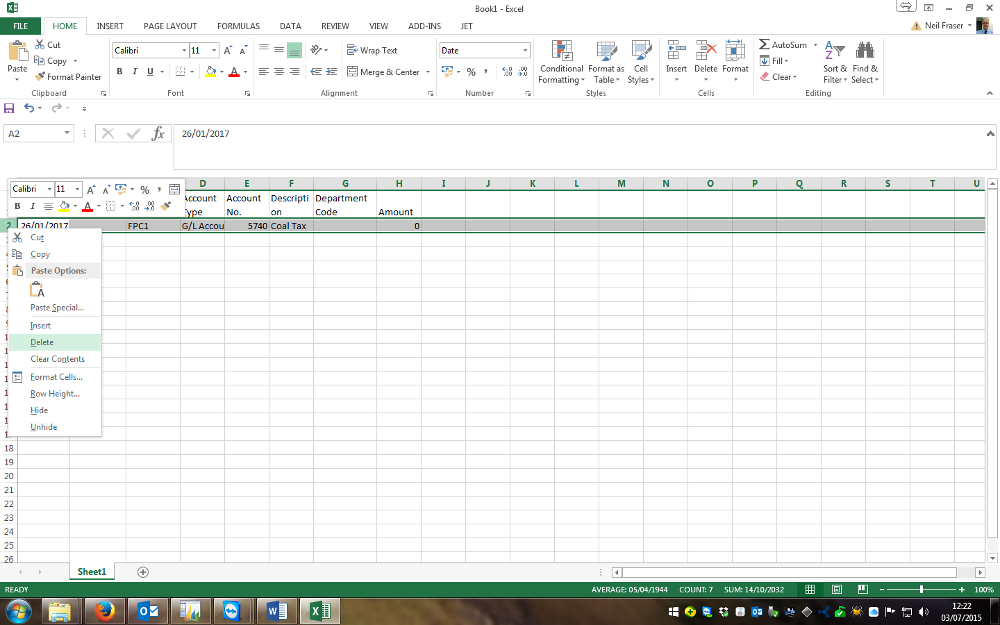 Book1 - Excel
FILE HOME INSERT PAGE LAYOUT FORMULAS DATA REVIEW VIEW ADD-INS JET Neil Fraser
Paste Cut
Copy
Format Painter
Clipboard
Calibri 11
B I U
Font
Wrap Text
Merge & Center
Alignment
Date
Number
Conditional Formatting
Format as Table
Cell Styles
Styles
Insert Delete Format
Cells
AutoSum
Fill
Clear
Sort & Filter
Find & Select
Editing
A2 fx 26/01/2017
Calibri 11
B I
D E F G H I J K L M N O P Q R S T U
Account Type
Account No.
Descripti on
Department Code
Amount
2 26/01/2017 FPC1 G/L Accou 5740 Coal Tax 0
Cut
Copy
Paste Options:
Paste Special...
Insert
Delete
Clear Contents
Format Cells...
Row Height...
Hide
Unhide
18
19
20
21
22
23
24
25
26
Sheet1
READY AVERAGE: 05/04/1944 COUNT: 7 SUM: 14/10/2032 100%
12:22
03/07/2015